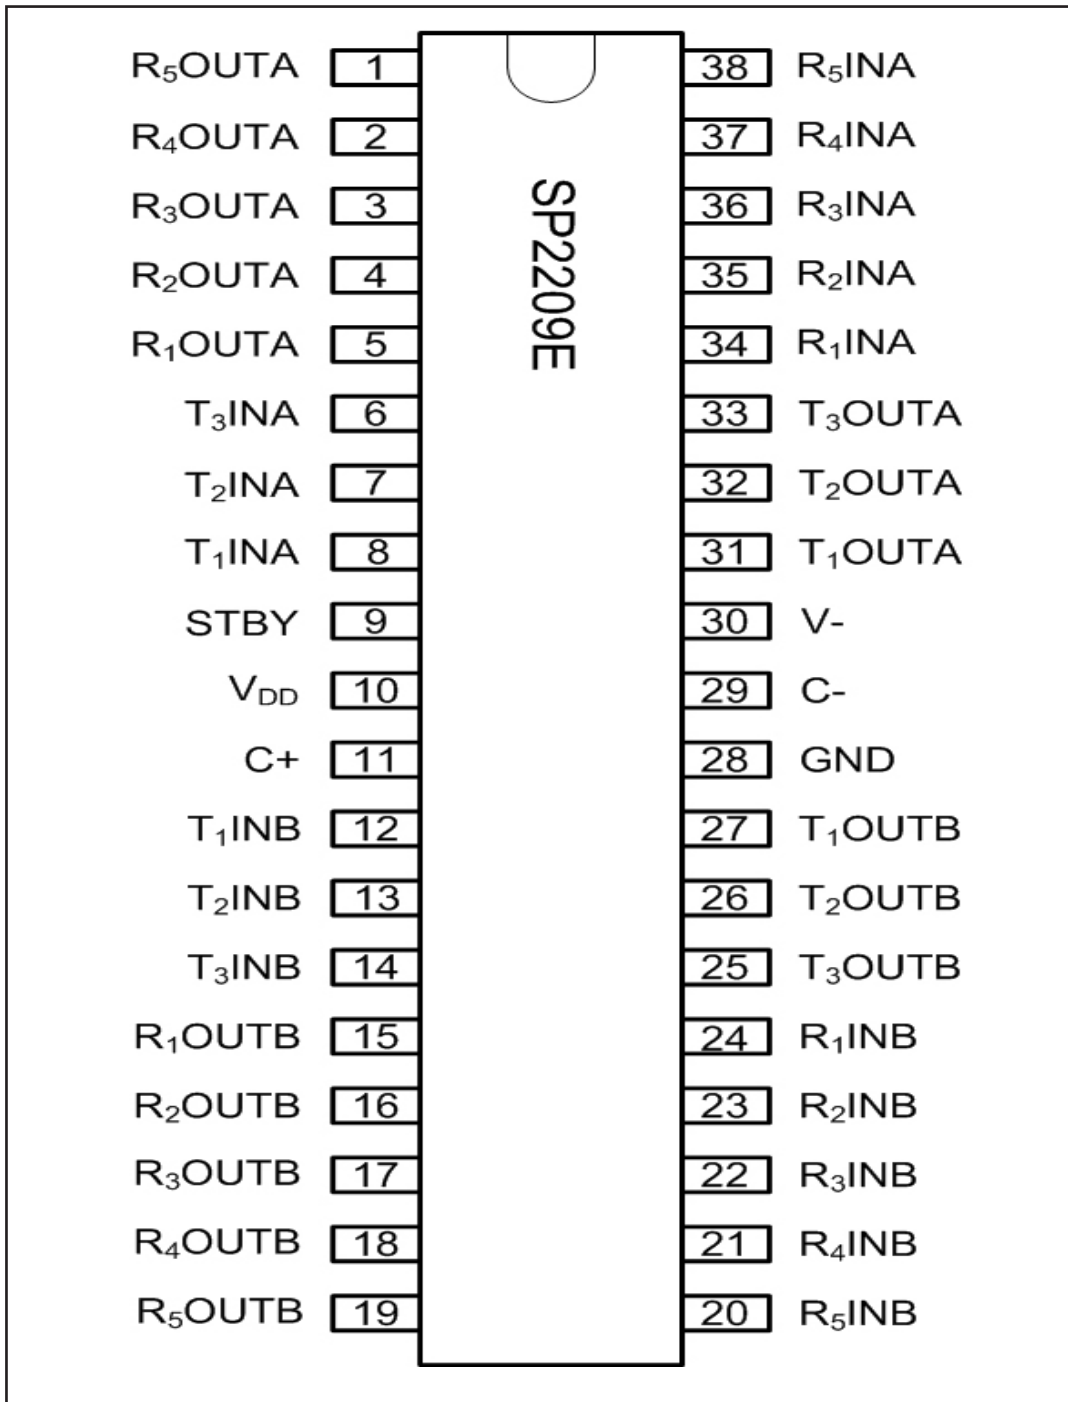 R₅OUTA 1 38 R₅INA
R₄OUTA 2 37 R₄INA
R₃OUTA 3 36 R₃INA
R₂OUTA 4 35 R₂INA
R₁OUTA 5 34 R₁INA
T₃INA 6 33 T₃OUTA
T₂INA 7 32 T₂OUTA
T₁INA 8 31 T₁OUTA
STBY 9 30 V-
V_DD 10 29 C-
C+ 11 28 GND
T₁INB 12 27 T₁OUTB
T₂INB 13 26 T₂OUTB
T₃INB 14 25 T₃OUTB
R₁OUTB 15 24 R₁INB
R₂OUTB 16 23 R₂INB
R₃OUTB 17 22 R₃INB
R₄OUTB 18 21 R₄INB
R₅OUTB 19 20 R₅INB
SP2209E